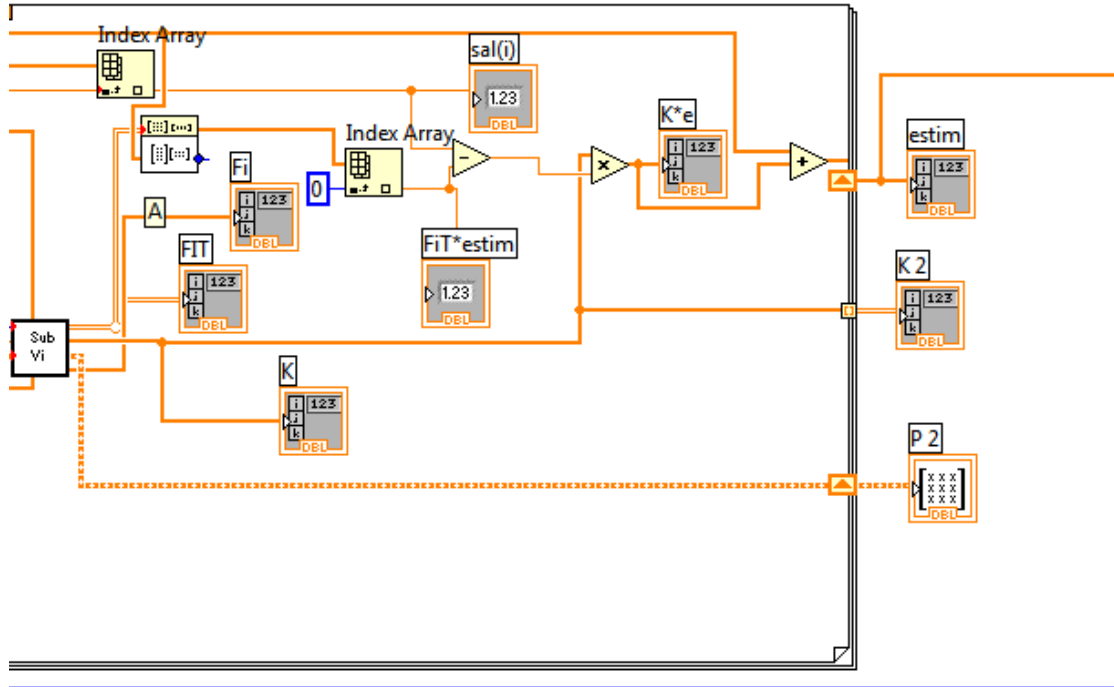 Index Array
sal(i)
1.23
DBL
K*e
i 123
j
k
DBL
estim
i 123
j
k
DBL
Index Array
Fi
i 123
j
k
DBL
0
A
FIT
i 123
j
k
DBL
FiT*estim
1.23
DBL
K 2
i 123
j
k
DBL
Sub
Vi
K
i 123
j
k
DBL
P 2
x x x
x x x
x x x
DBL